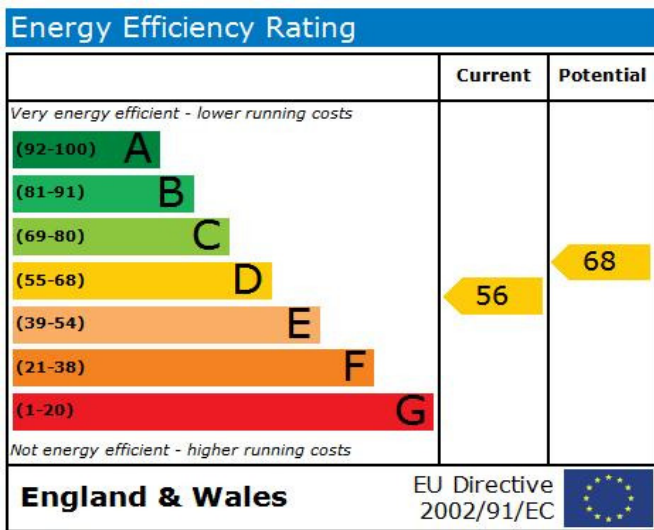 Energy Efficiency Rating
Current Potential
Very energy efficient - lower running costs
(92-100) A
(81-91) B
(69-80) C
(55-68) D
(39-54) E
(21-38) F
(1-20) G
56
68
Not energy efficient - higher running costs
England & Wales
EU Directive
2002/91/EC